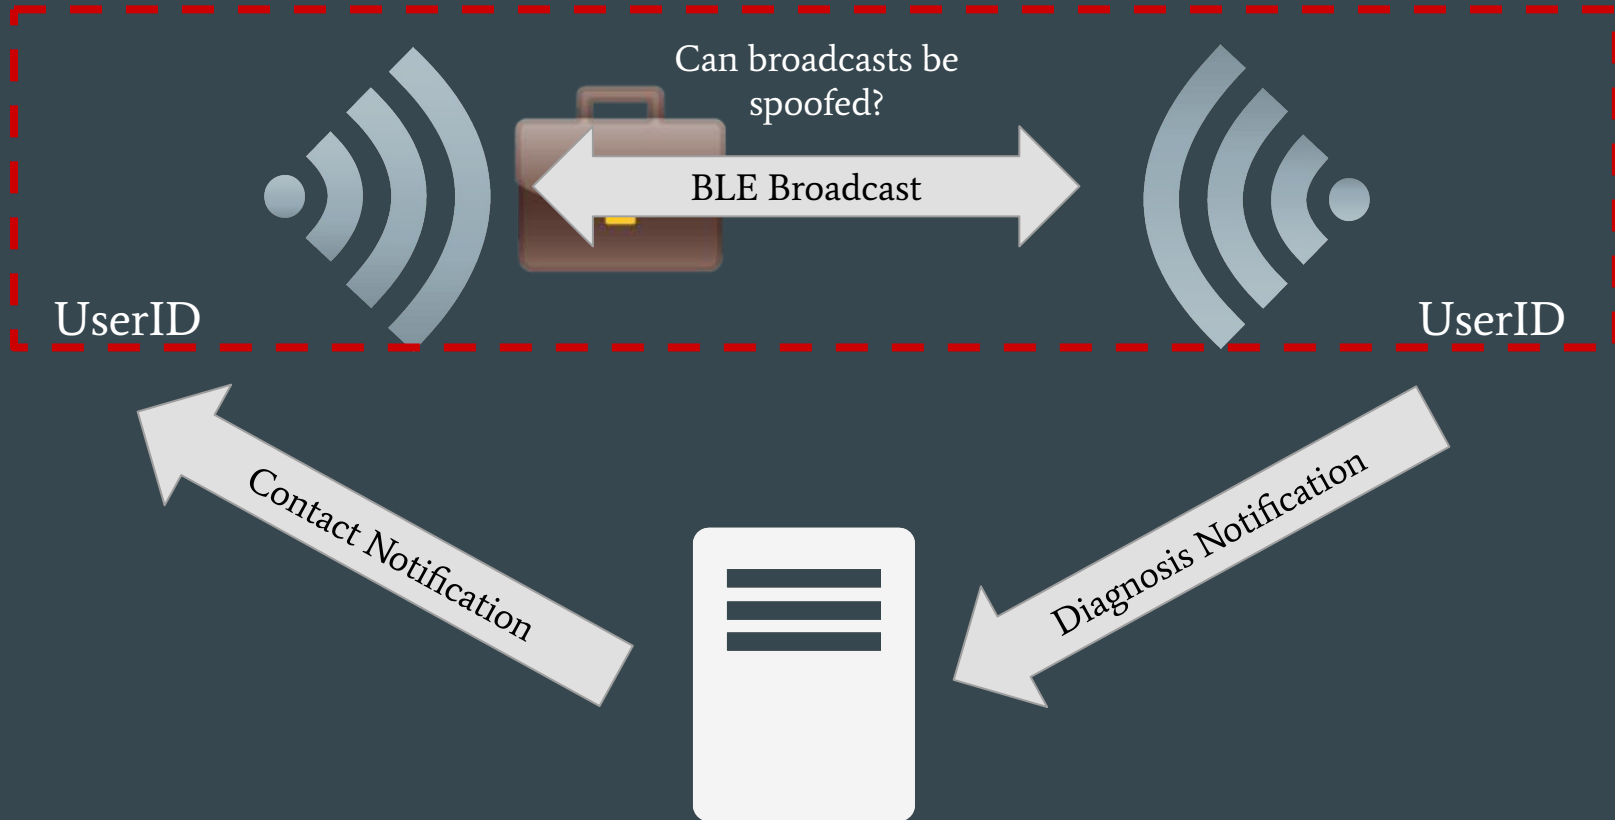 Can broadcasts be
spoofed?
BLE Broadcast
UserID
UserID
Contact Notification
Diagnosis Notification